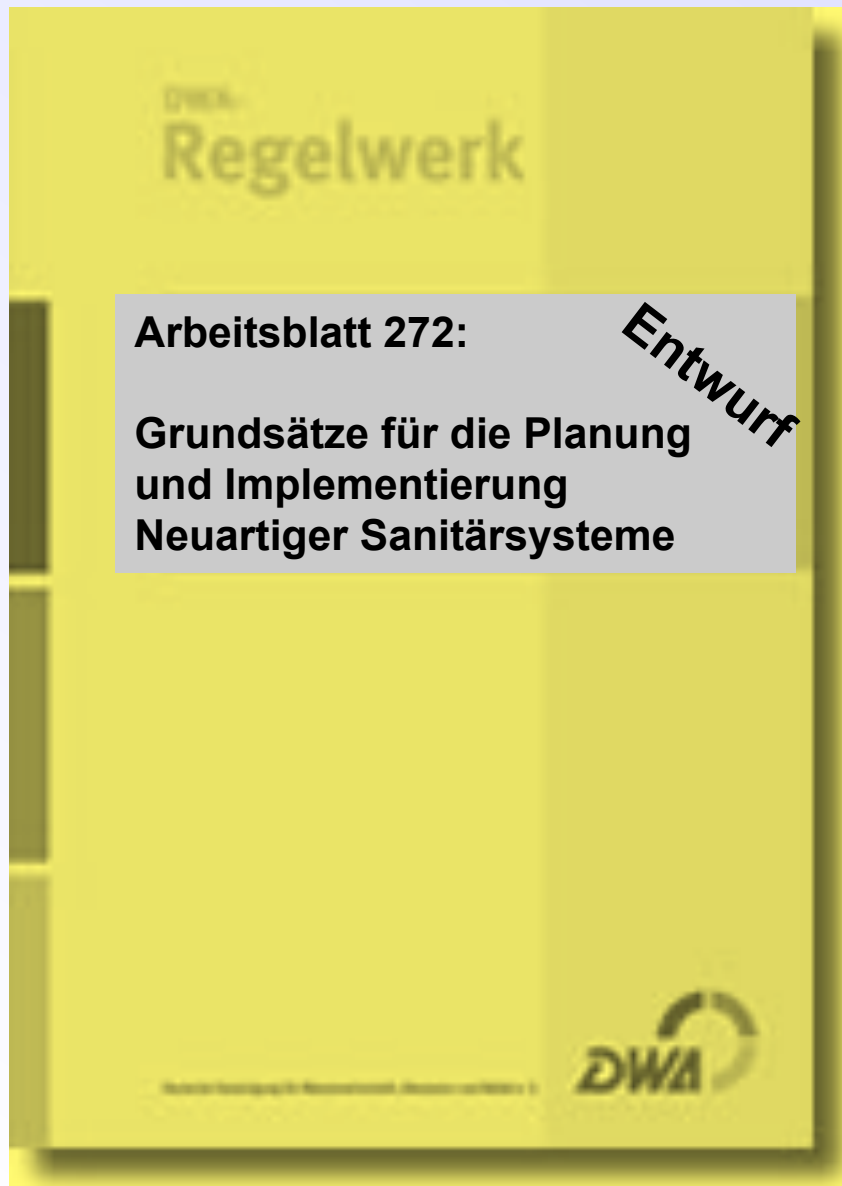 DWA-
Regelwerk
Arbeitsblatt 272:
Entwurf
Grundsätze für die Planung
und Implementierung
Neuartiger Sanitärsysteme
DWA